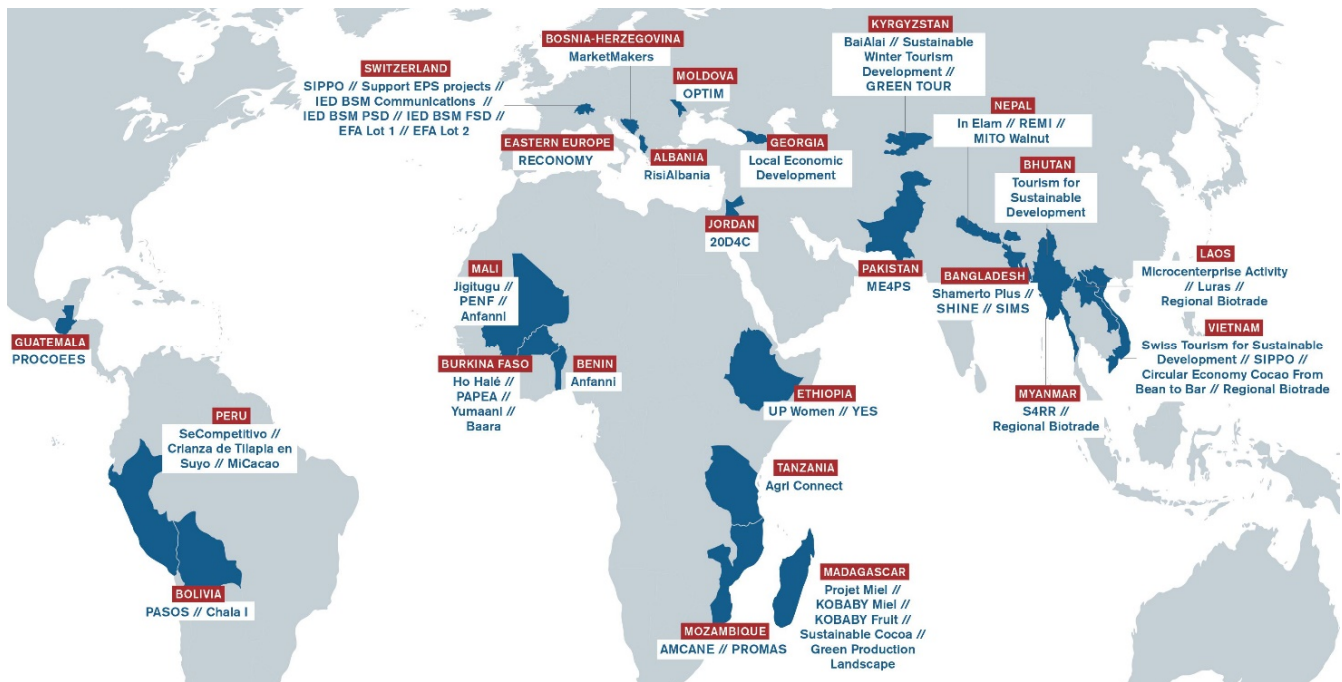 SWITZERLAND
SIPPO // Support EPS projects //
IED BSM Communications //
IED BSM PSD // IED BSM FSD //
EFA Lot 1 // EFA Lot 2
BOSNIA-HERZEGOVINA
MarketMakers
MOLDOVA
OPTIM
EASTERN EUROPE
RECONOMY
ALBANIA
RisiAlbania
GEORGIA
Local Economic
Development
KYRGYZSTAN
BaiAlai // Sustainable
Winter Tourism
Development //
GREEN TOUR
NEPAL
In Elam // REMI //
MITO Walnut
BHUTAN
Tourism for
Sustainable
Development
JORDAN
20D4C
PAKISTAN
ME4PS
BANGLADESH
Shamerto Plus //
SHINE // SIMS
LAOS
Microcenterprise Activity
// Luras //
Regional Biotrade
VIETNAM
Swiss Tourism for Sustainable
Development // SIPPO //
Circular Economy Cocao From
Bean to Bar // Regional Biotrade
MYANMAR
S4RR //
Regional Biotrade
MALI
Jigitugu //
PENF //
Anfanni
BURKINA FASO
Ho Halé //
PAPEA //
Yumaani //
Baara
BENIN
Anfanni
ETHIOPIA
UP Women // YES
GUATEMALA
PROCOEES
PERU
SeCompetitivo //
Crianza de Tilapia en
Suyo // MiCacao
BOLIVIA
PASOS // Chala I
TANZANIA
Agri Connect
MOZAMBIQUE
AMCANE // PROMAS
MADAGASCAR
Projet Miel //
KOBABY Miel //
KOBABY Fruit //
Sustainable Cocoa //
Green Production
Landscape